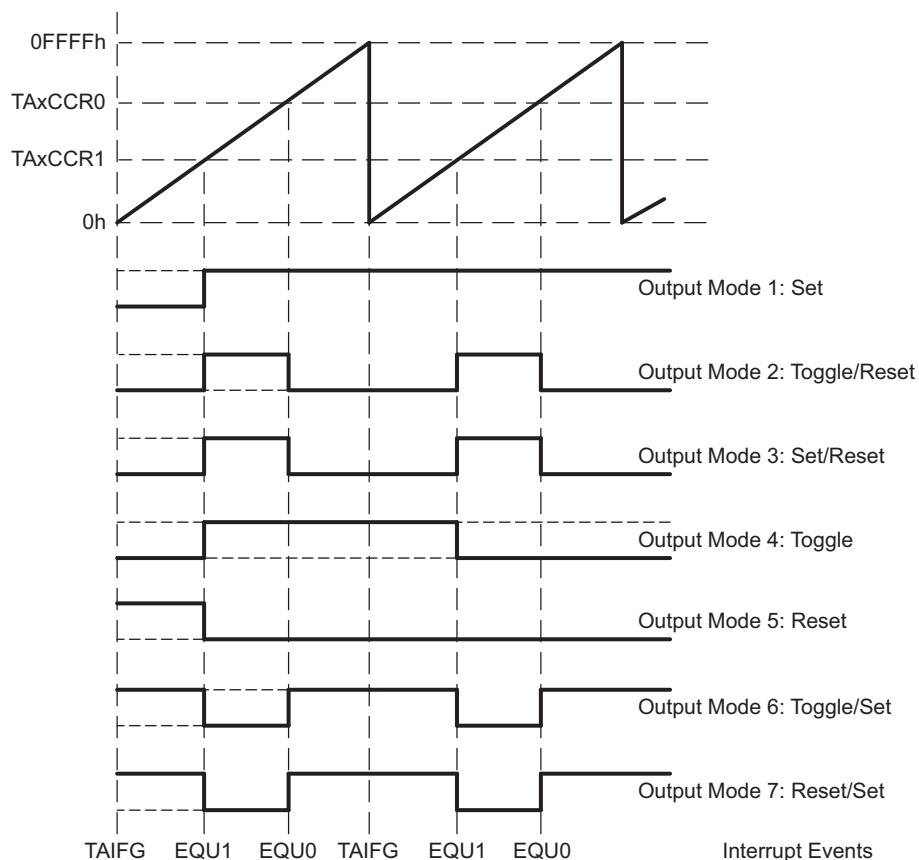 0FFFFh
TAxCCR0
TAxCCR1
0h
Output Mode 1: Set
Output Mode 2: Toggle/Reset
Output Mode 3: Set/Reset
Output Mode 4: Toggle
Output Mode 5: Reset
Output Mode 6: Toggle/Set
Output Mode 7: Reset/Set
TAIFG EQU1 EQU0 TAIFG EQU1 EQU0 Interrupt Events